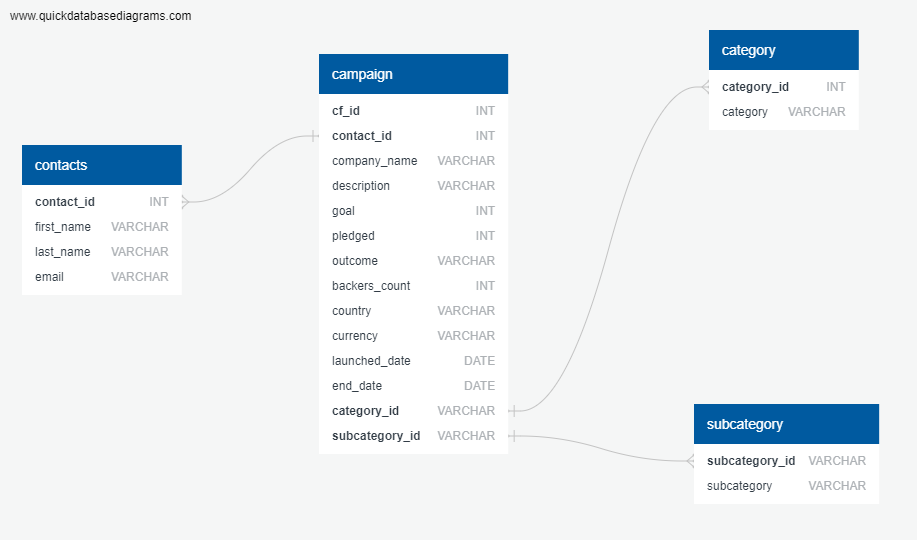 www.quickdatabasediagrams.com
contacts
contact_id INT
first_name VARCHAR
last_name VARCHAR
email VARCHAR
campaign
cf_id INT
contact_id INT
company_name VARCHAR
description VARCHAR
goal INT
pledged INT
outcome VARCHAR
backers_count INT
country VARCHAR
currency VARCHAR
launched_date DATE
end_date DATE
category_id VARCHAR
subcategory_id VARCHAR
category
category_id INT
category VARCHAR
subcategory
subcategory_id VARCHAR
subcategory VARCHAR